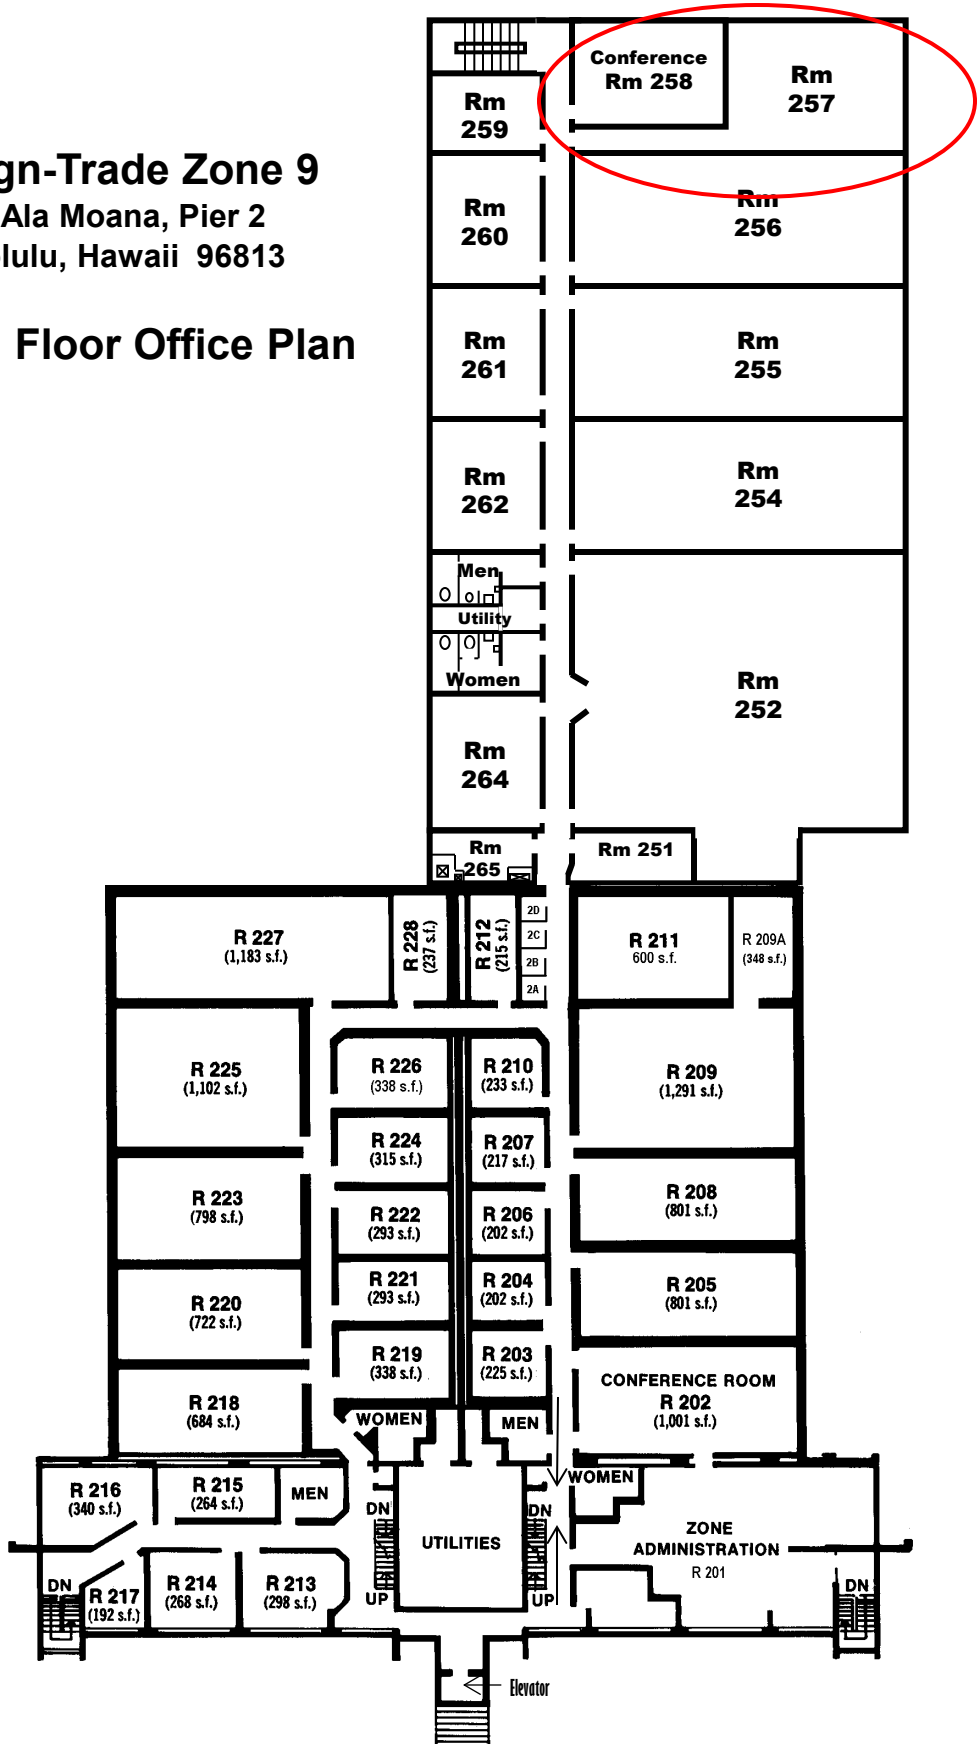 gn-Trade Zone 9
Ala Moana, Pier 2
lulu, Hawaii 96813
Floor Office Plan
Conference
Rm 258
Rm
257
Rm
259
Rm
260
Rm
256
Rm
261
Rm
255
Rm
262
Rm
254
Men
Utility
Women
Rm
252
Rm
264
Rm
265
Rm 251
R 227
(1,183 s.f.)
R 228
(237 s.f.)
R 212
(215 s.f.)
2D
2C
2B
2A
R 211
600 s.f.
R 209A
(348 s.f.)
R 225
(1,102 s.f.)
R 226
(338 s.f.)
R 210
(233 s.f.)
R 209
(1,291 s.f.)
R 224
(315 s.f.)
R 207
(217 s.f.)
R 223
(798 s.f.)
R 222
(293 s.f.)
R 206
(202 s.f.)
R 208
(801 s.f.)
R 220
(722 s.f.)
R 221
(293 s.f.)
R 204
(202 s.f.)
R 205
(801 s.f.)
R 219
(338 s.f.)
R 203
(225 s.f.)
CONFERENCE ROOM
R 202
(1,001 s.f.)
R 218
(684 s.f.)
WOMEN
MEN
R 216
(340 s.f.)
R 215
(264 s.f.)
MEN
WOMEN
DN
DN
UTILITIES
ZONE
ADMINISTRATION
R 201
DN
R 217
(192 s.f.)
R 214
(268 s.f.)
R 213
(298 s.f.)
UP
UP
DN
Elevator